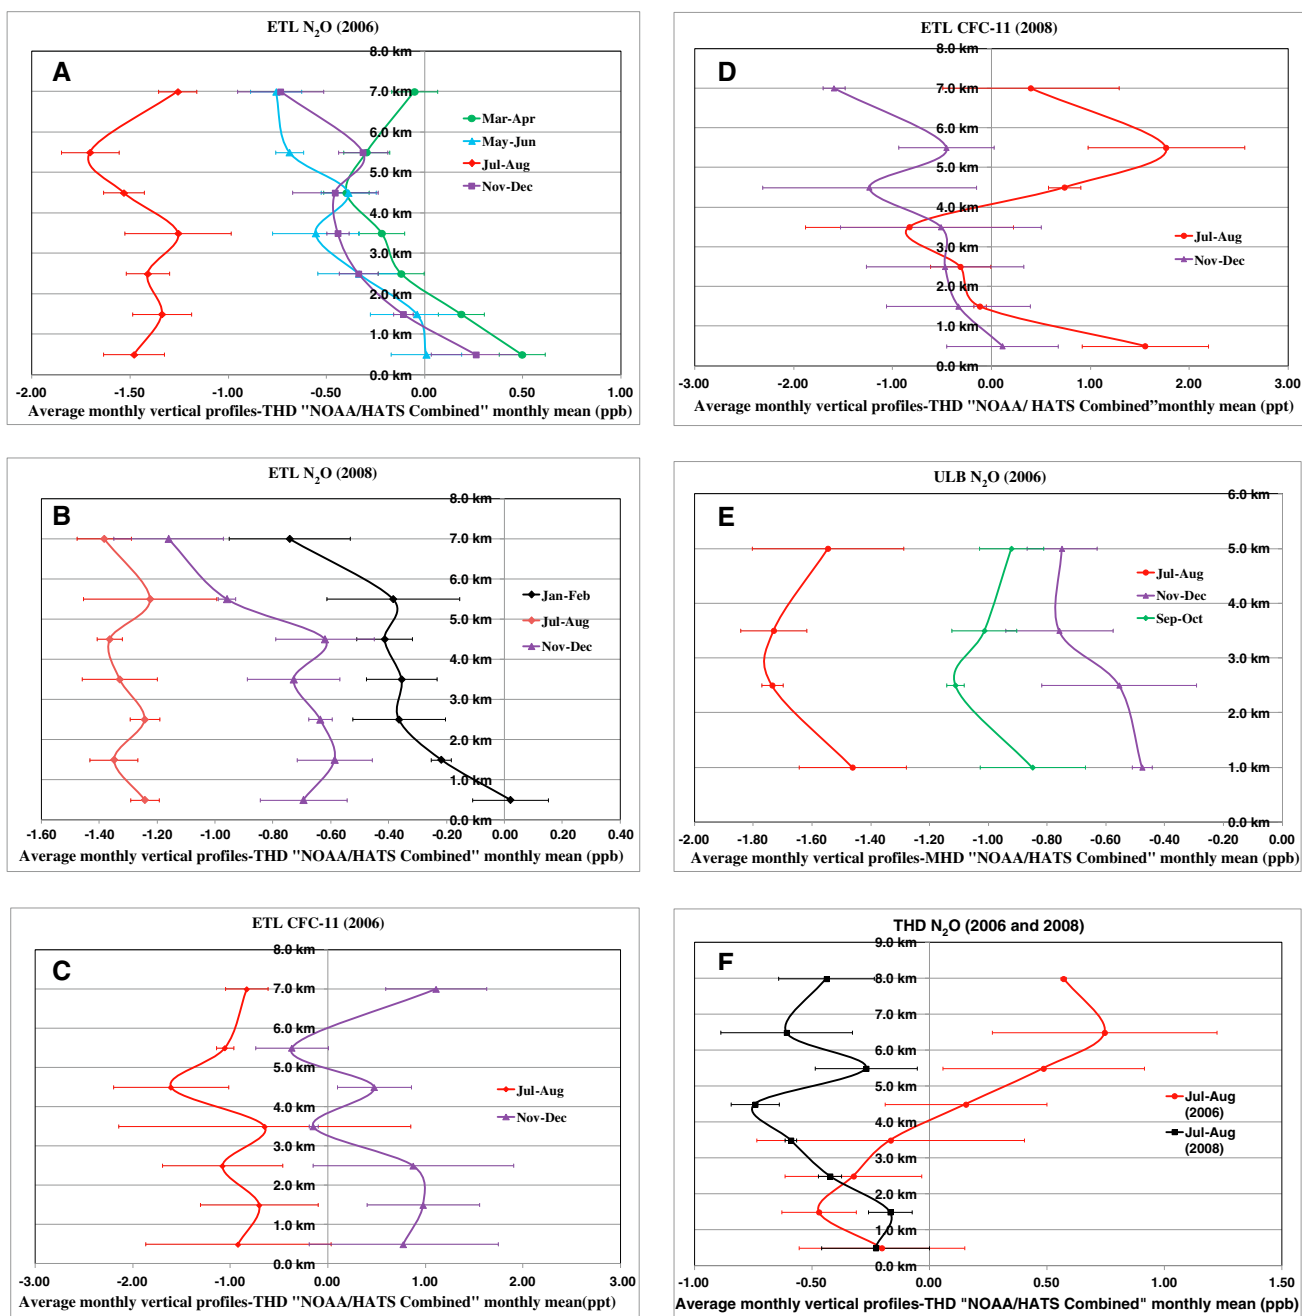 ETL N2O (2006)
A
8.0 km
7.0 km
6.0 km
5.0 km
4.0 km
3.0 km
2.0 km
1.0 km
0.0 km
Mar-Apr
May-Jun
Jul-Aug
Nov-Dec
-2.00 -1.50 -1.00 -0.50 0.00 0.50 1.00
Average monthly vertical profiles-THD "NOAA/HATS Combined" monthly mean (ppb)
ETL CFC-11 (2008)
D
8.0 km
7.0 km
6.0 km
5.0 km
4.0 km
3.0 km
2.0 km
1.0 km
0.0 km
Jul-Aug
Nov-Dec
-3.00 -2.00 -1.00 0.00 1.00 2.00 3.00
Average monthly vertical profiles-THD "NOAA/ HATS Combined”monthly mean (ppt)
ETL N2O (2008)
B
8.0 km
7.0 km
6.0 km
5.0 km
4.0 km
3.0 km
2.0 km
1.0 km
0.0 km
Jan-Feb
Jul-Aug
Nov-Dec
-1.60 -1.40 -1.20 -1.00 -0.80 -0.60 -0.40 -0.20 0.00 0.20 0.40
Average monthly vertical profiles-THD "NOAA/HATS Combined" monthly mean (ppb)
ULB N2O (2006)
E
6.0 km
5.0 km
4.0 km
3.0 km
2.0 km
1.0 km
0.0 km
Jul-Aug
Nov-Dec
Sep-Oct
-2.00 -1.80 -1.60 -1.40 -1.20 -1.00 -0.80 -0.60 -0.40 -0.20 0.00
Average monthly vertical profiles-MHD "NOAA/HATS Combined" monthly mean (ppb)
ETL CFC-11 (2006)
C
8.0 km
7.0 km
6.0 km
5.0 km
4.0 km
3.0 km
2.0 km
1.0 km
0.0 km
Jul-Aug
Nov-Dec
-3.00 -2.00 -1.00 0.00 1.00 2.00 3.00
Average monthly vertical profiles-THD "NOAA/HATS Combined" monthly mean(ppt)
THD N2O (2006 and 2008)
F
9.0 km
8.0 km
7.0 km
6.0 km
5.0 km
4.0 km
3.0 km
2.0 km
1.0 km
0.0 km
Jul-Aug
(2006)
Jul-Aug
(2008)
-1.00 -0.50 0.00 0.50 1.00 1.50
Average monthly vertical profiles-THD "NOAA/HATS Combined" monthly mean (ppb)